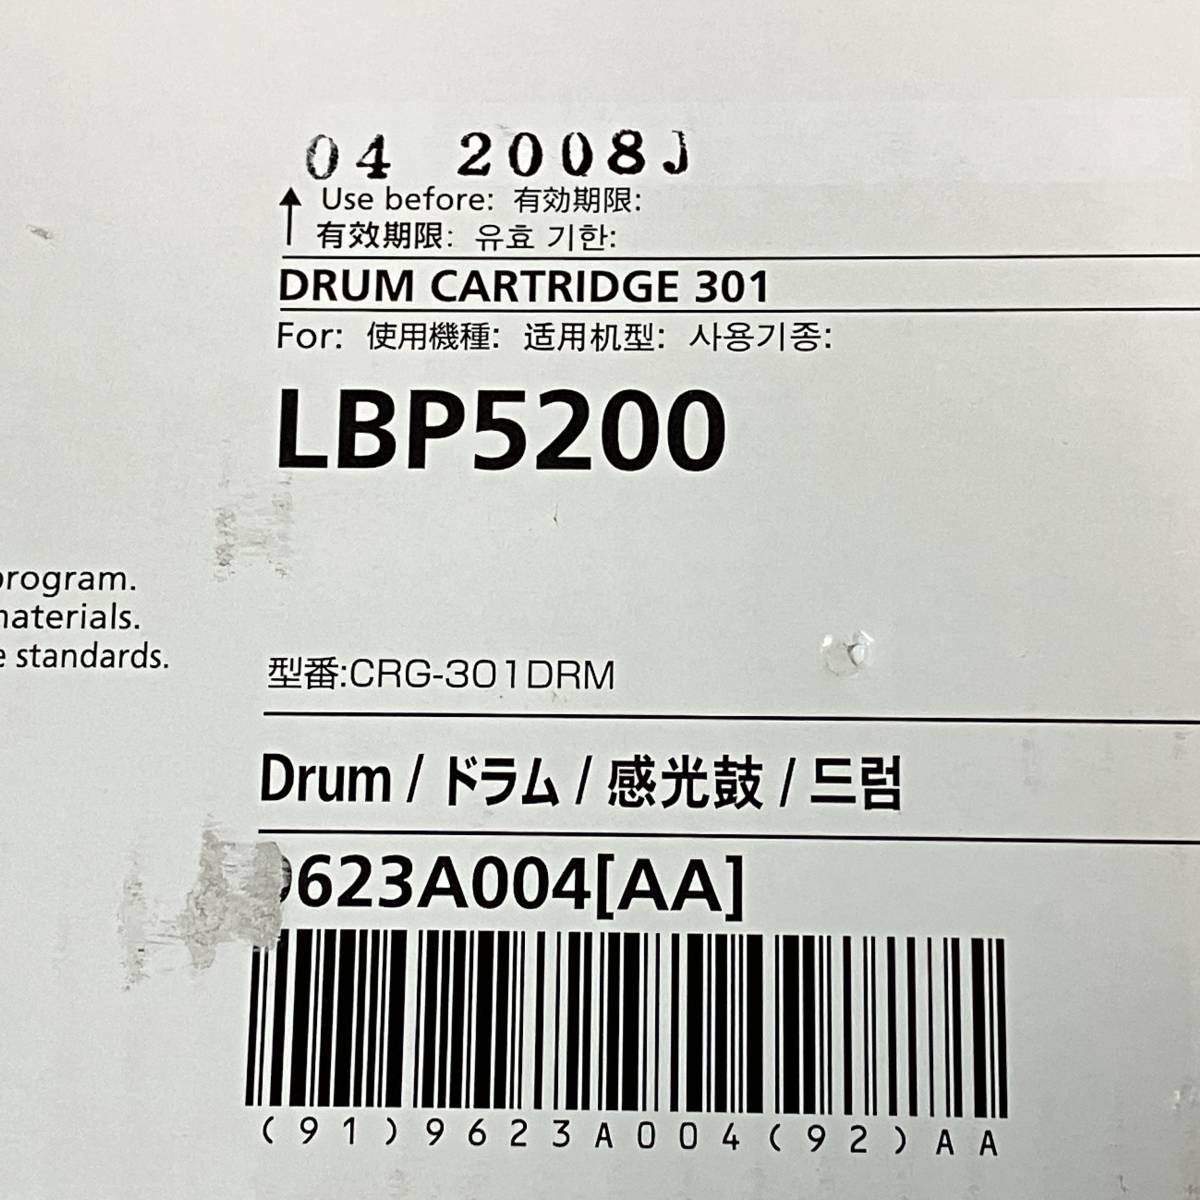 04 2008J
Use before: 有効期限:
有效期限: 유효 기한:
DRUM CARTRIDGE 301
For: 使用機種: 适用机型: 사용기종:
LBP5200
program.
materials.
standards.
型番:CRG-301DRM
Drum / ドラム / 感光鼓 / 드럼
9623A004[AA]
(91)9623A004(92)AA